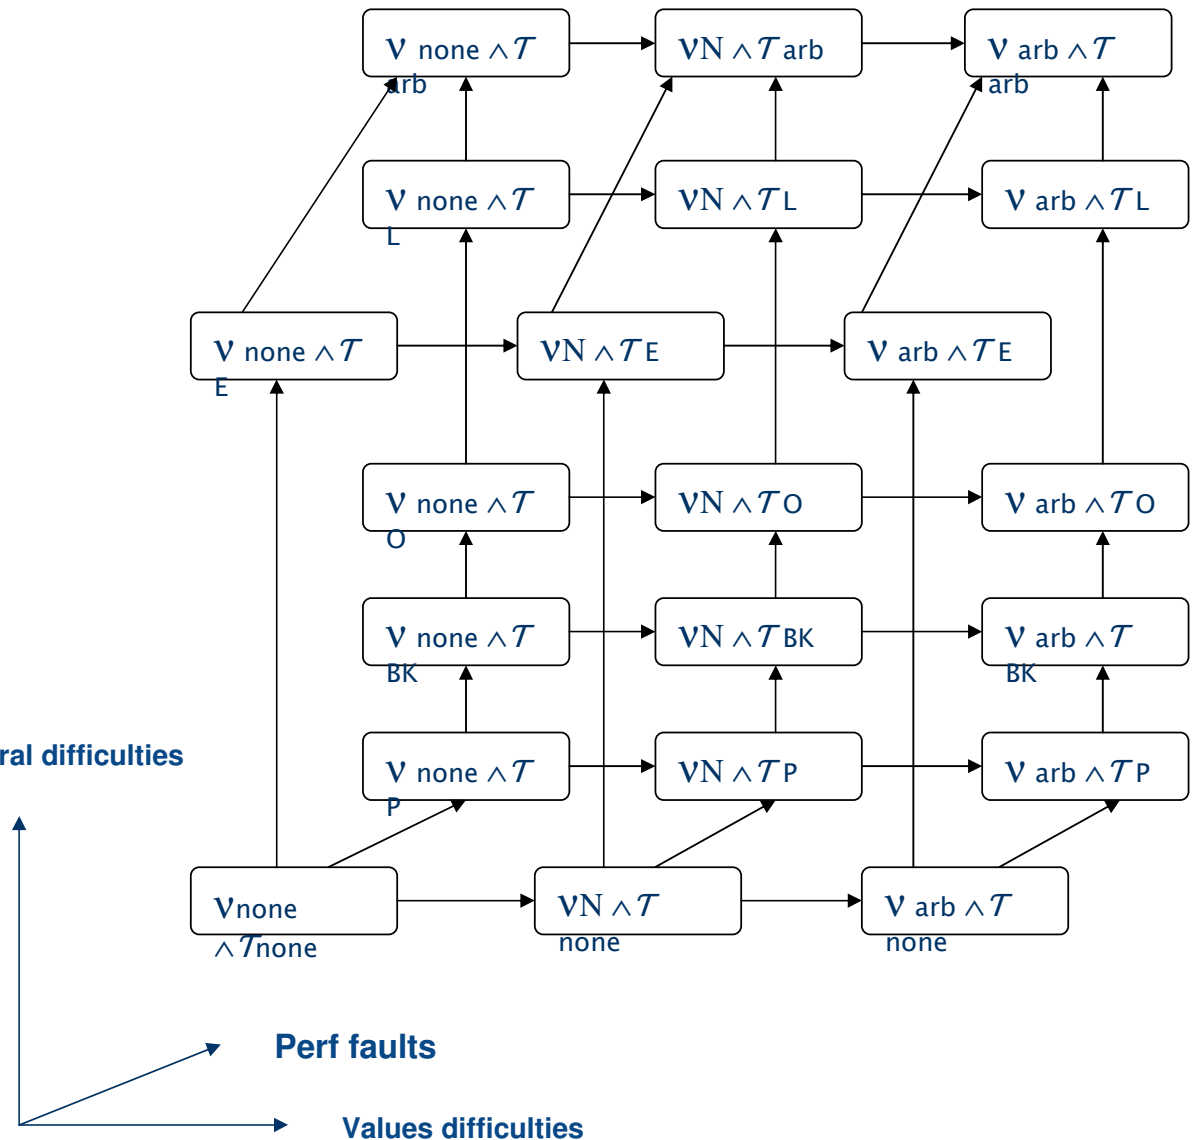 ν none ∧ 𝒯
arb
νN ∧ 𝒯 arb
ν arb ∧ 𝒯
arb
ν none ∧ 𝒯
L
νN ∧ 𝒯 L
ν arb ∧ 𝒯 L
ν none ∧ 𝒯
E
νN ∧ 𝒯 E
ν arb ∧ 𝒯 E
ν none ∧ 𝒯
O
νN ∧ 𝒯 O
ν arb ∧ 𝒯 O
ν none ∧ 𝒯
BK
νN ∧ 𝒯 BK
ν arb ∧ 𝒯
BK
ral difficulties
ν none ∧ 𝒯
P
νN ∧ 𝒯 P
ν arb ∧ 𝒯 P
νnone
∧ 𝒯none
νN ∧ 𝒯
none
ν arb ∧ 𝒯
none
Perf faults
Values difficulties